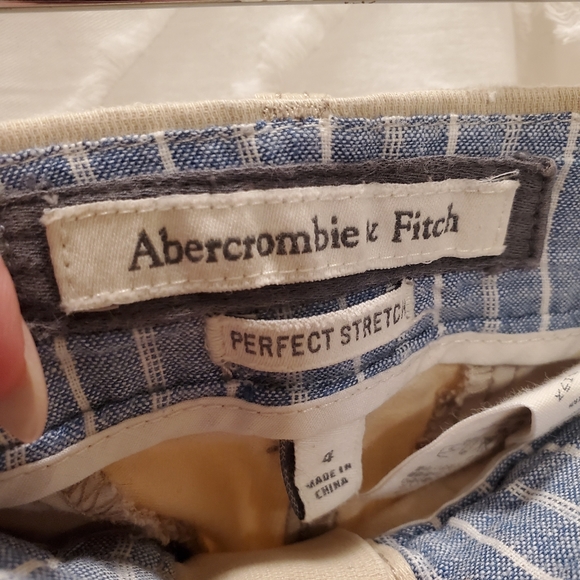 Abercrombie & Fitch
PERFECT STRETCH
4
MADE IN
CHINA